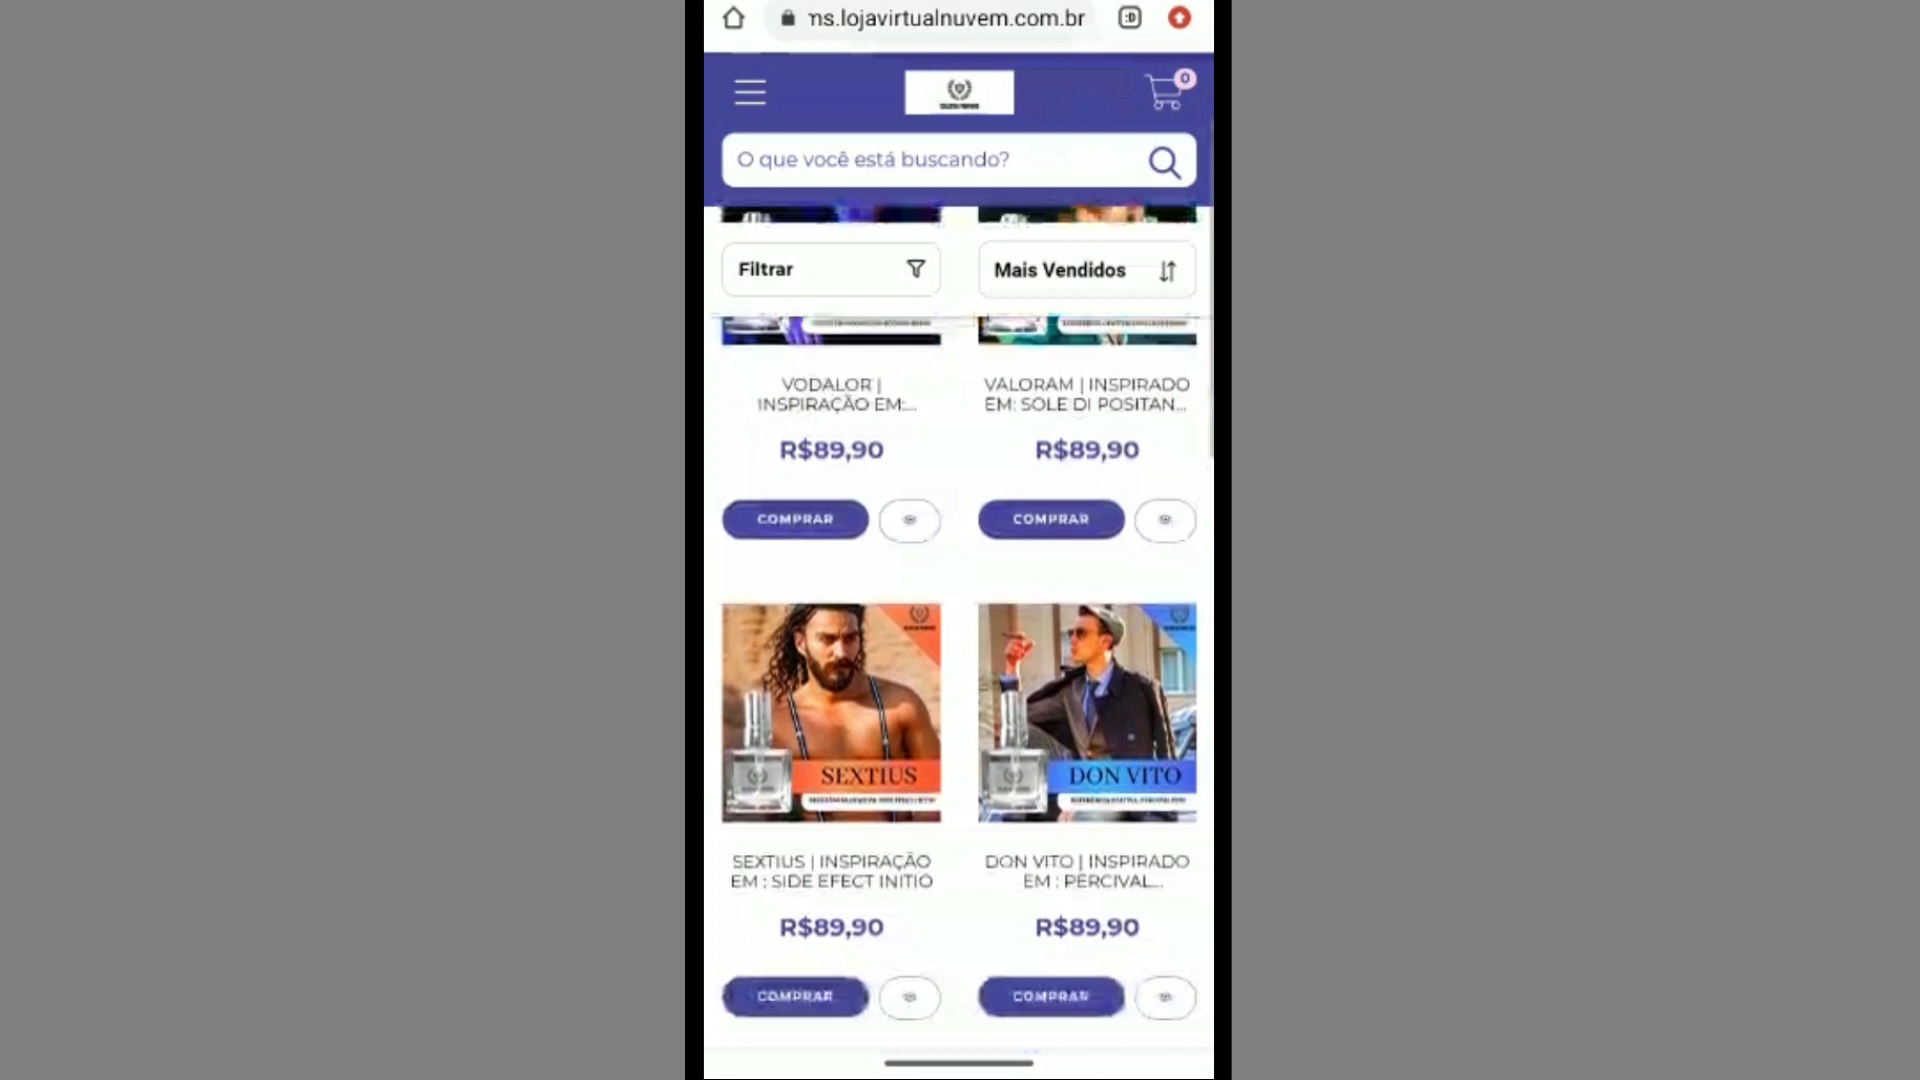 ns.lojavirtualnuvem.com.br
:D
0
O que você está buscando?
Filtrar
Mais Vendidos
VODALOR | INSPIRAÇÃO EM:...
VALORAM | INSPIRADO EM: SOLE DI POSITAN...
R$89,90
R$89,90
COMPRAR
COMPRAR
SEXTIUS
DON VITO
SEXTIUS | INSPIRAÇÃO EM : SIDE EFECT INITIO
DON VITO | INSPIRADO EM : PERCIVAL...
R$89,90
R$89,90
COMPRAR
COMPRAR